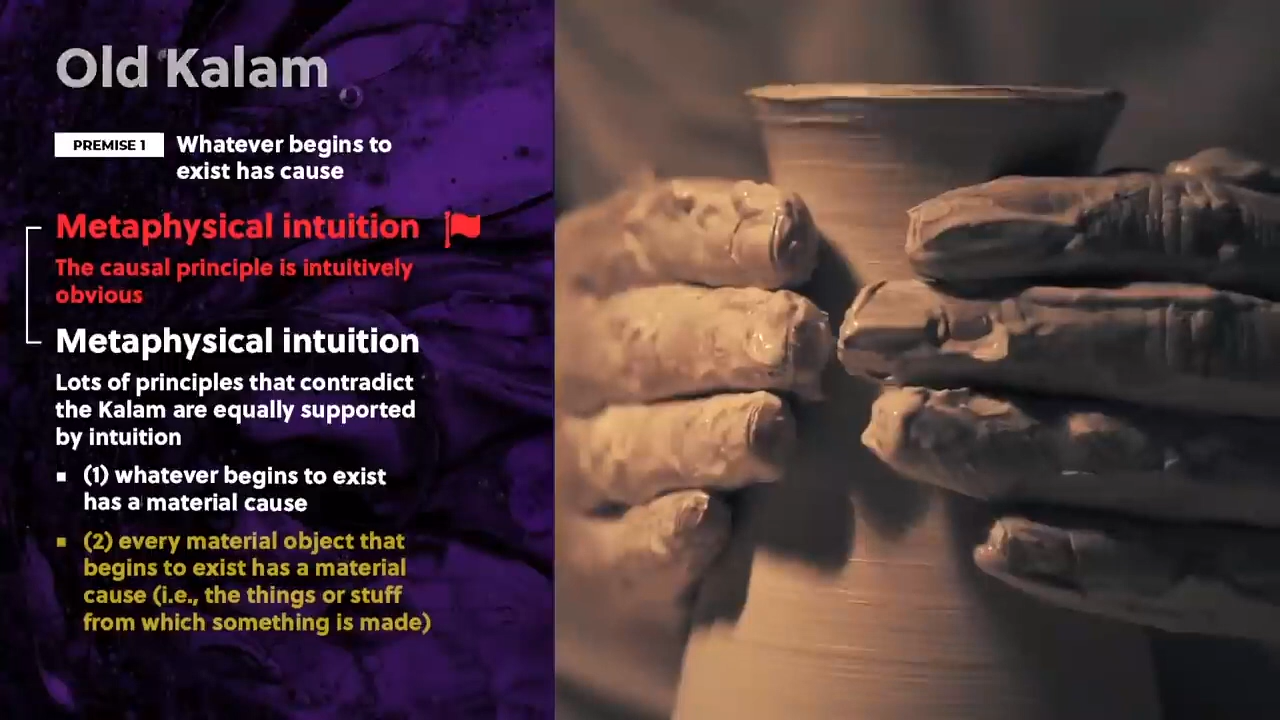 Old Kalam
PREMISE 1
Whatever begins to
exist has cause
Metaphysical intuition
The causal principle is intuitively
obvious
Metaphysical intuition
Lots of principles that contradict
the Kalam are equally supported
by intuition
▪ (1) whatever begins to exist
has a material cause
▪ (2) every material object that
begins to exist has a material
cause (i.e., the things or stuff
from which something is made)